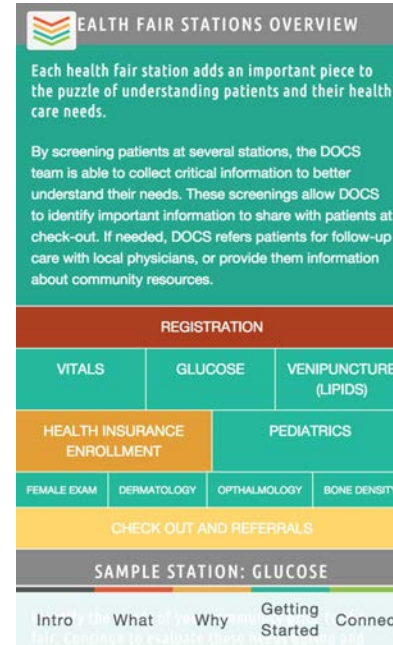 EALTH FAIR STATIONS OVERVIEW
Each health fair station adds an important piece to
the puzzle of understanding patients and their health
care needs.
By screening patients at several stations, the DOCS
team is able to collect critical information to better
understand their needs. These screenings allow DOCS
to identify important information to share with patients at
check-out. If needed, DOCS refers patients for follow-up
care with local physicians, or provide them information
about community resources.
REGISTRATION
VITALS
GLUCOSE
VENIPUNCTURE
(LIPIDS)
HEALTH INSURANCE
ENROLLMENT
PEDIATRICS
FEMALE EXAM
DERMATOLOGY
OPTHALMOLOGY
BONE DENSITY
CHECK OUT AND REFERRALS
SAMPLE STATION: GLUCOSE
Intro
What
Why
Getting
Started
Connec